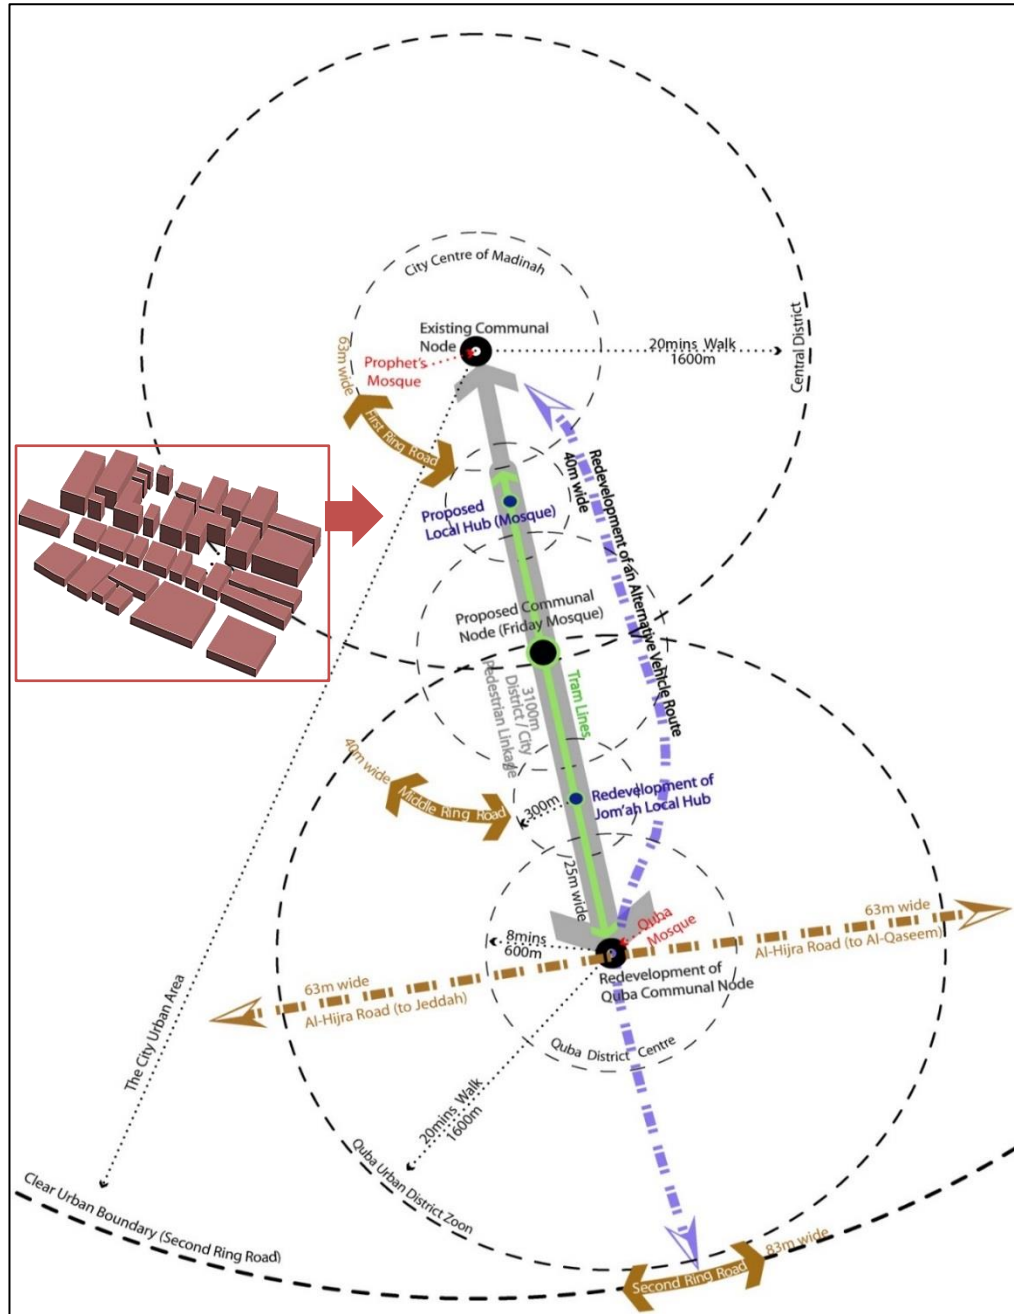 City Centre of Madinah
Existing Communal
Node
Prophet's
Mosque
20mins Walk
1600m
Central District
63m wide
First Ring Road
Redevelopment of an Alternative Vehicle Route
40m wide
Proposed
Local Hub (Mosque)
Proposed Communal
Node (Friday Mosque)
3100m
District / City
Pedestrian Linkage
Tram Lines
40m wide
Middle Ring Road
300m
Redevelopment of
Jom'ah Local Hub
25m wide
Quba
Mosque
8mins
600m
63m wide
Al-Hijra Road (to Al-Qaseem)
63m wide
Al-Hijra Road (to Jeddah)
Redevelopment of
Quba Communal Node
Quba District Centre
The City Urban Area
20mins Walk
1600m
Quba Urban District Zoon
Clear Urban Boundary (Second Ring Road)
83m wide
Second Ring Road